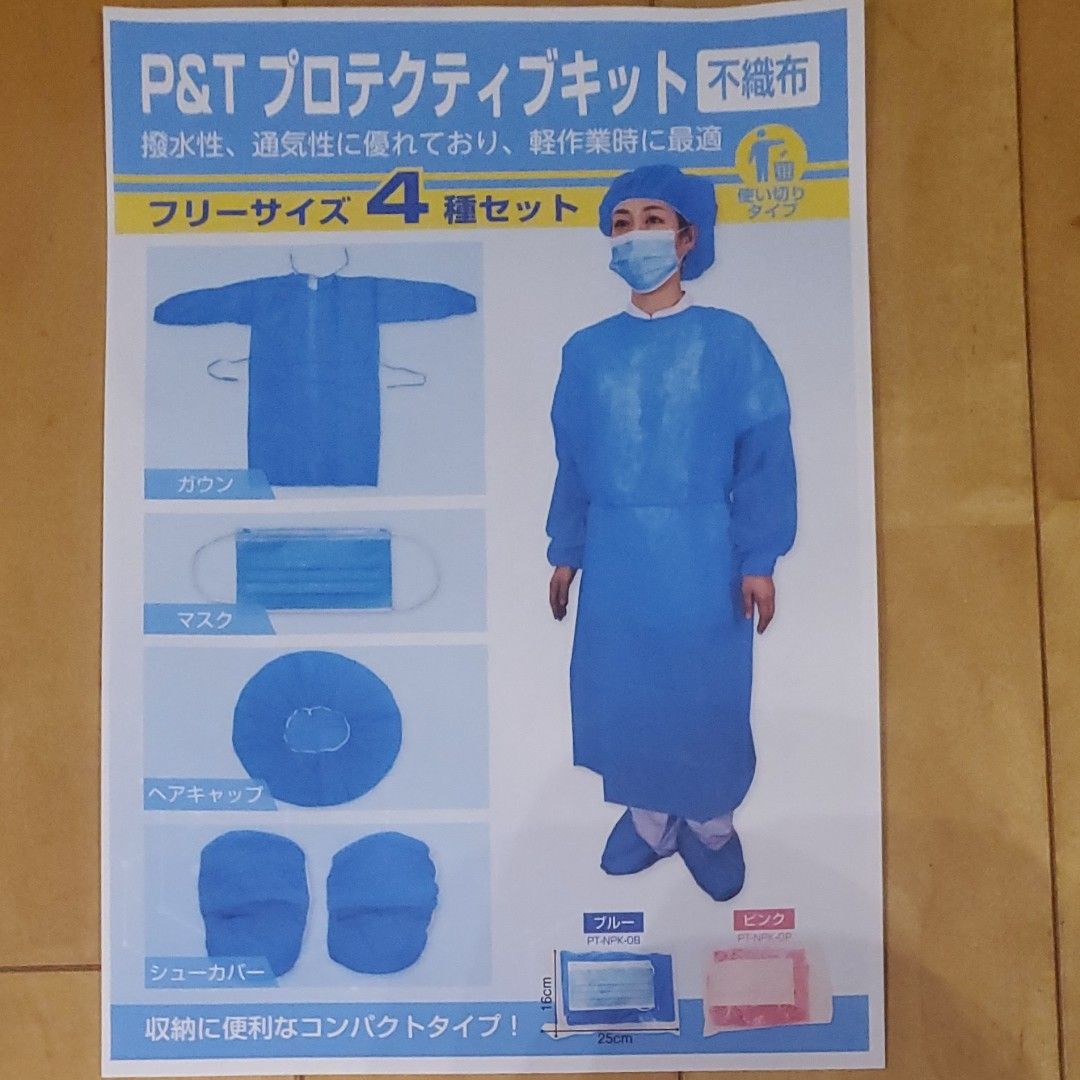 P&Tプロテクティブキット 不織布
撥水性、通気性に優れており、軽作業時に最適
使い切り
タイプ
フリーサイズ4種セット
ガウン
マスク
ヘアキャップ
シューカバー
ブルー
PT-NPK-0B
ピンク
PT-NPK-0P
16cm
25cm
収納に便利なコンパクトタイプ！